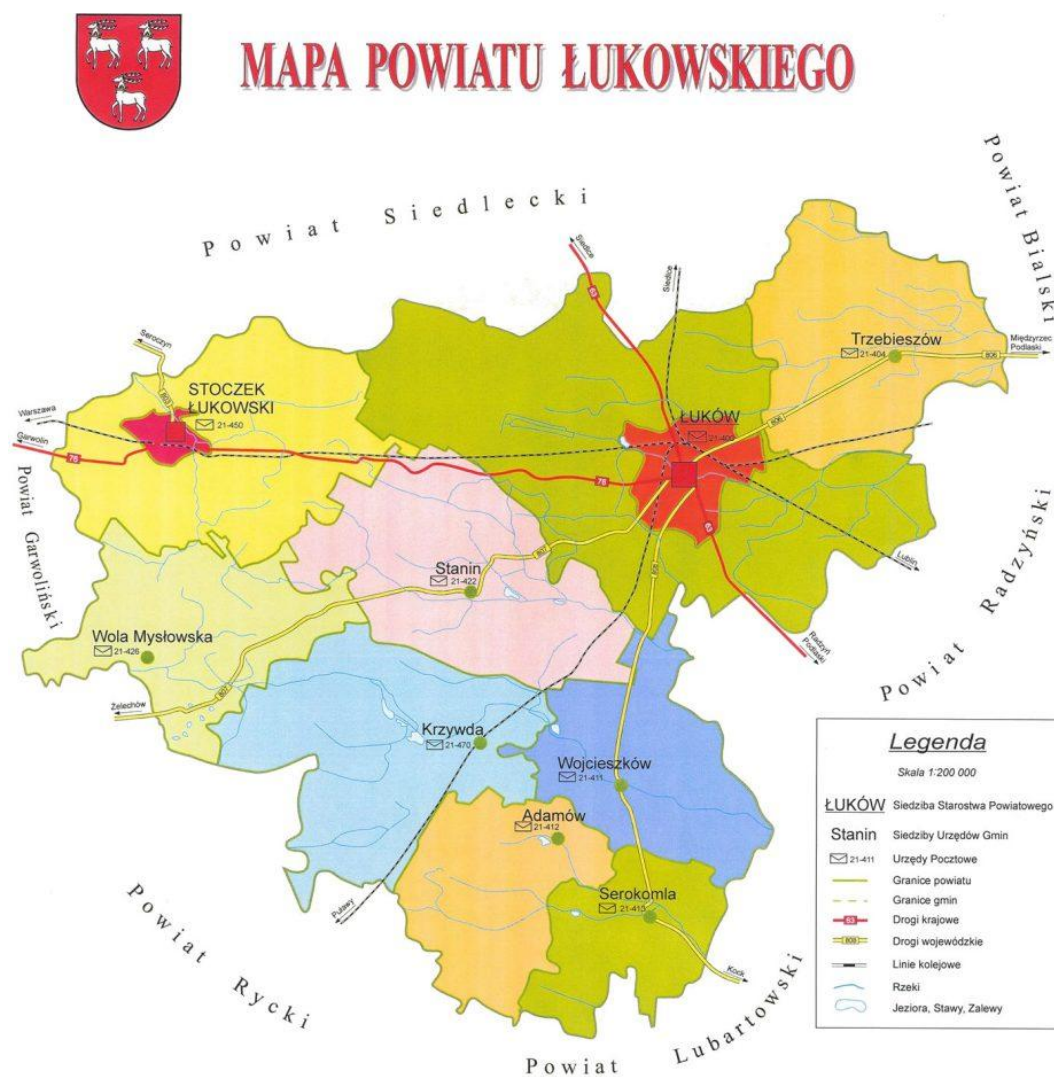 MAPA POWIATU ŁUKOWSKIEGO
Powiat Siedlecki
Powiat Bialski
Siedlce
63
Siedlce
Trzebieszów
21-404
806
Międzyrzec
Podlaski
Seroczyn
803
STOCZEK
ŁUKOWSKI
21-450
Warszawa
Garwolin
76
ŁUKÓW
21-400
806
76
63
Powiat Garwoliński
Stanin
21-422
807
808
Lublin
Powiat Radzyński
Wola Mysłowska
21-426
807
Żelechów
Radzyń
Podlaski
Krzywda
21-470
Wojcieszków
21-411
Adamów
21-412
Serokomla
21-413
Puławy
Kock
Powiat Rycki
Powiat Lubartowski
Legenda
Skala 1:200 000
ŁUKÓW Siedziba Starostwa Powiatowego
Stanin Siedziby Urzędów Gmin
21-411 Urzędy Pocztowe
Granice powiatu
Granice gmin
63 Drogi krajowe
808 Drogi wojewódzkie
Linie kolejowe
Rzeki
Jeziora, Stawy, Zalewy